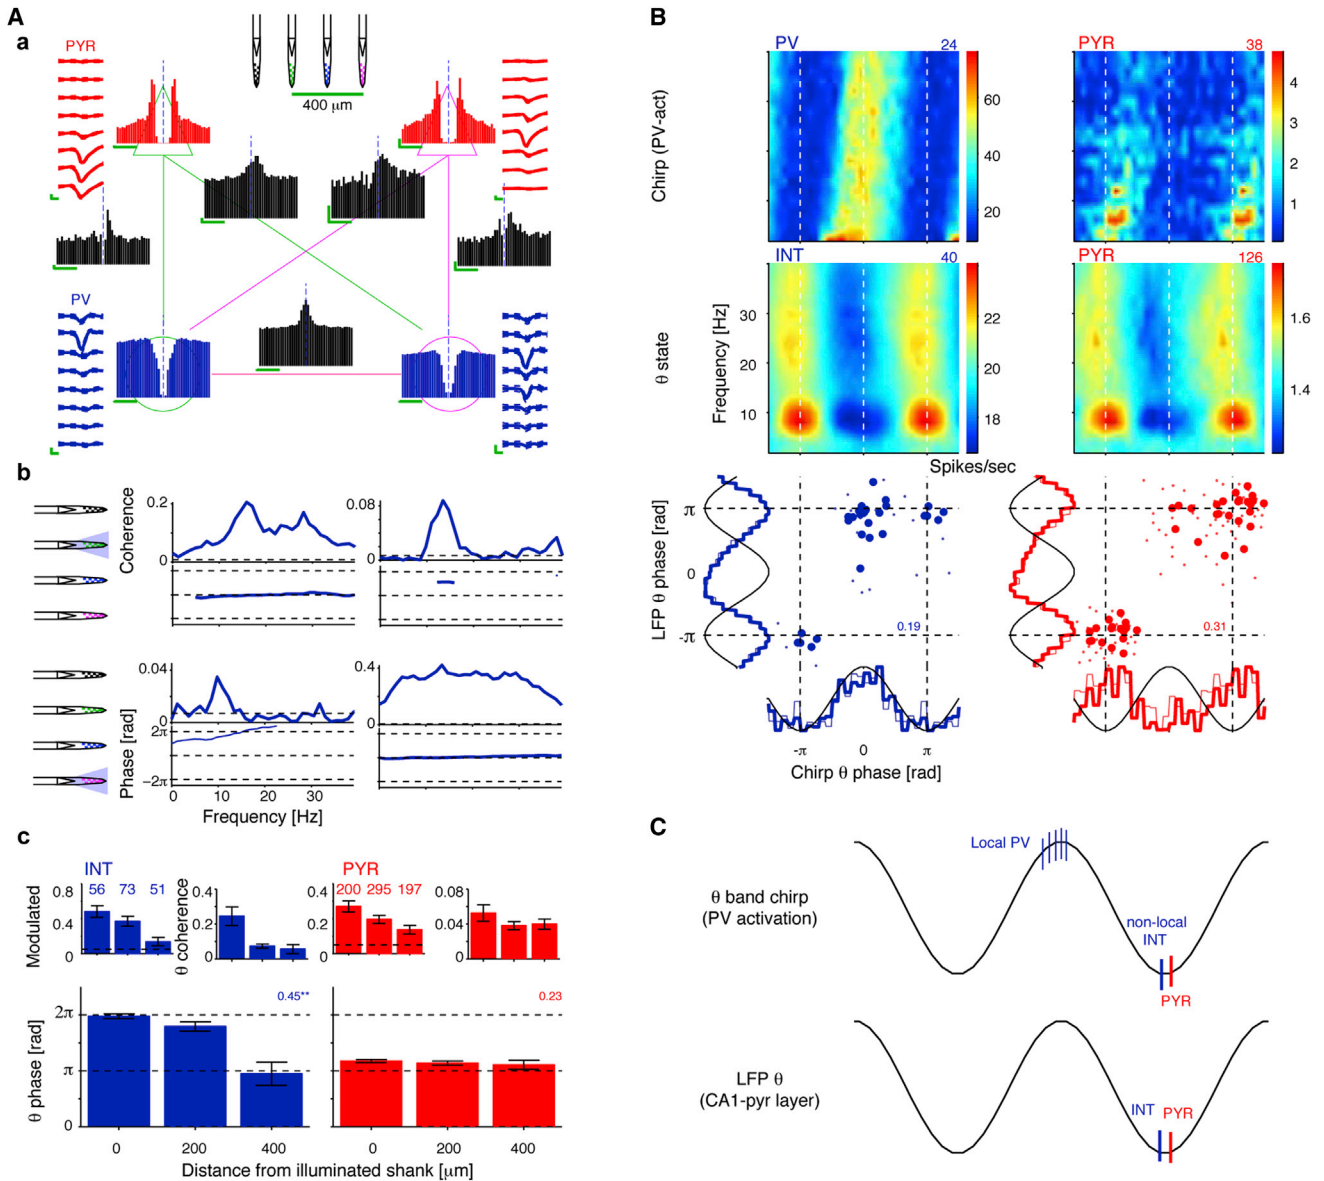 A
a
PYR
400 µm
PV
b
Coherence
0.2
0
0.08
0
0.04
0
0.4
0
Phase [rad]
2π
−2π
0 10 20 30
Frequency [Hz]
c
INT
PYR
Modulated
0.8
0.4
0
56 73 51
θ coherence
0.4
0.2
0
0.4
0.2
0
200 295 197
0.08
0.04
0
θ phase [rad]
2π
π
0
0.45**
0.23
0 200 400
0 200 400
Distance from illuminated shank [µm]
B
Chirp (PV-act)
PV 24
60
40
20
PYR 38
4
3
2
1
θ state
Frequency [Hz]
INT 40
30
20
10
22
20
18
PYR 126
1.6
1.4
Spikes/sec
LFP θ phase [rad]
π
0
-π
0.19
0.31
-π 0 π
Chirp θ phase [rad]
C
θ band chirp
(PV activation)
Local PV
non-local
INT
PYR
LFP θ
(CA1-pyr layer)
INT PYR